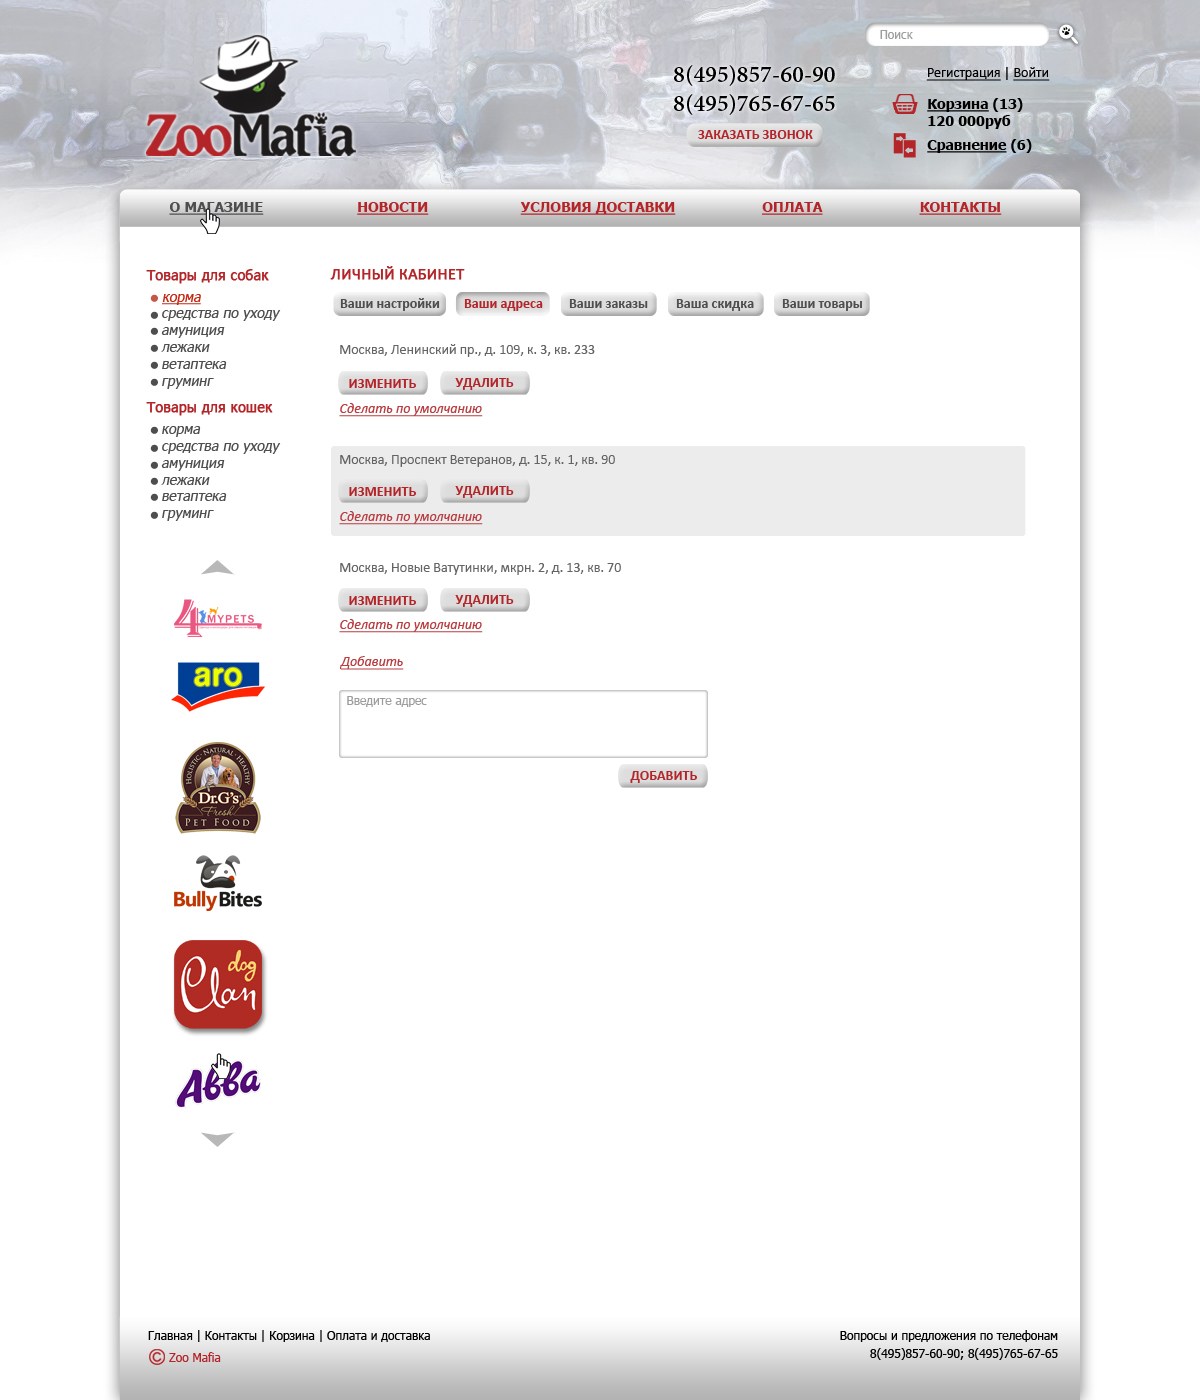 Поиск
ZooMafia
8(495)857-60-90
8(495)765-67-65
ЗАКАЗАТЬ ЗВОНОК
Регистрация | Войти
Корзина (13)
120 000руб
Сравнение (6)
О МАГАЗИНЕ НОВОСТИ УСЛОВИЯ ДОСТАВКИ ОПЛАТА КОНТАКТЫ
Товары для собак
корма
средства по уходу
амуниция
лежаки
ветаптека
груминг
Товары для кошек
корма
средства по уходу
амуниция
лежаки
ветаптека
груминг
4 MYPETS
aro
HOLISTIC · NATURAL · HEALTHY
Dr.G's
Fresh!
PET FOOD
BullyBites
dog
Clan
Авва
ЛИЧНЫЙ КАБИНЕТ
Ваши настройки Ваши адреса Ваши заказы Ваша скидка Ваши товары
Москва, Ленинский пр., д. 109, к. 3, кв. 233
ИЗМЕНИТЬ УДАЛИТЬ
Сделать по умолчанию
Москва, Проспект Ветеранов, д. 15, к. 1, кв. 90
ИЗМЕНИТЬ УДАЛИТЬ
Сделать по умолчанию
Москва, Новые Ватутинки, мкрн. 2, д. 13, кв. 70
ИЗМЕНИТЬ УДАЛИТЬ
Сделать по умолчанию
Добавить
Введите адрес
ДОБАВИТЬ
Главная | Контакты | Корзина | Оплата и доставка
© Zoo Mafia
Вопросы и предложения по телефонам
8(495)857-60-90; 8(495)765-67-65